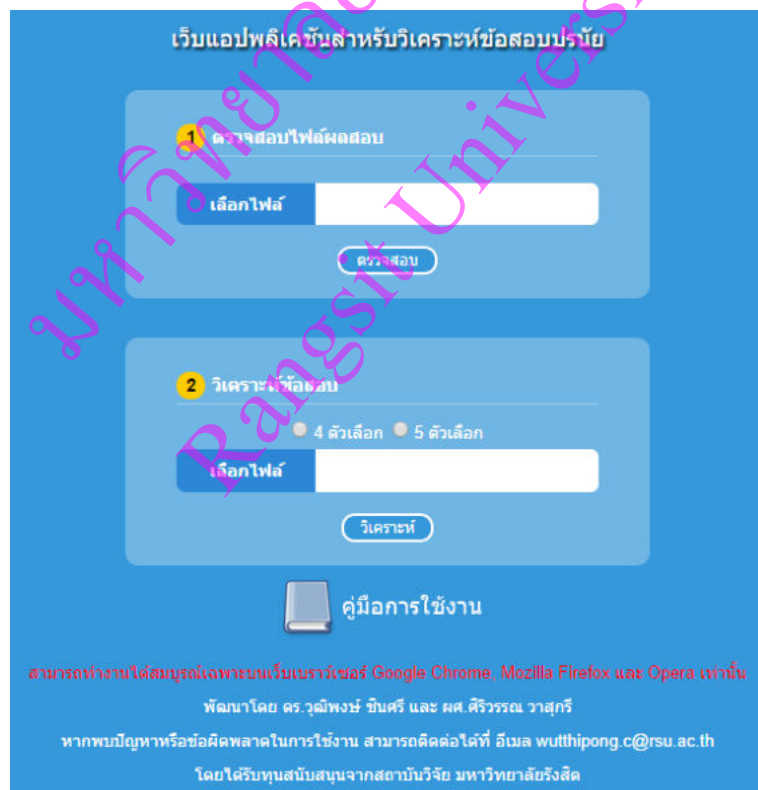 เว็บแอปพลิเคชันสำหรับวิเคราะห์ข้อสอบปรนัย
1 ตรวจสอบไฟล์ผลสอบ
เลือกไฟล์
ตรวจสอบ
2 วิเคราะห์ข้อสอบ
4 ตัวเลือก 5 ตัวเลือก
เลือกไฟล์
วิเคราะห์
คู่มือการใช้งาน
สามารถทำงานได้สมบูรณ์เฉพาะบนเว็บเบราว์เซอร์ Google Chrome, Mozilla Firefox และ Opera เท่านั้น
พัฒนาโดย ดร.วุฒิพงษ์ ชินศรี และ ผศ.ศิริวรรณ วาสุกรี
หากพบปัญหาหรือข้อผิดพลาดในการใช้งาน สามารถติดต่อได้ที่ อีเมล wutthipong.c@rsu.ac.th
โดยได้รับทุนสนับสนุนจากสถาบันวิจัย มหาวิทยาลัยรังสิต
Rangsit